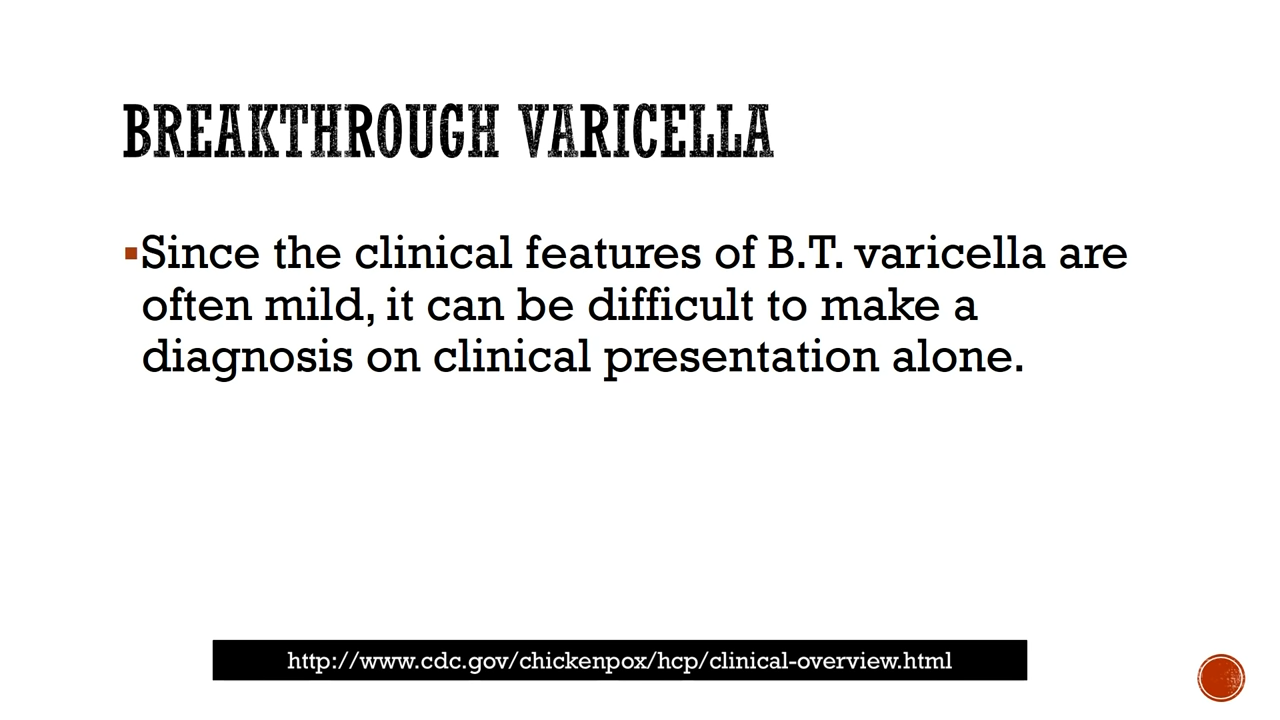 BREAKTHROUGH VARICELLA
Since the clinical features of B.T. varicella are
often mild, it can be difficult to make a
diagnosis on clinical presentation alone.
http://www.cdc.gov/chickenpox/hcp/clinical-overview.html